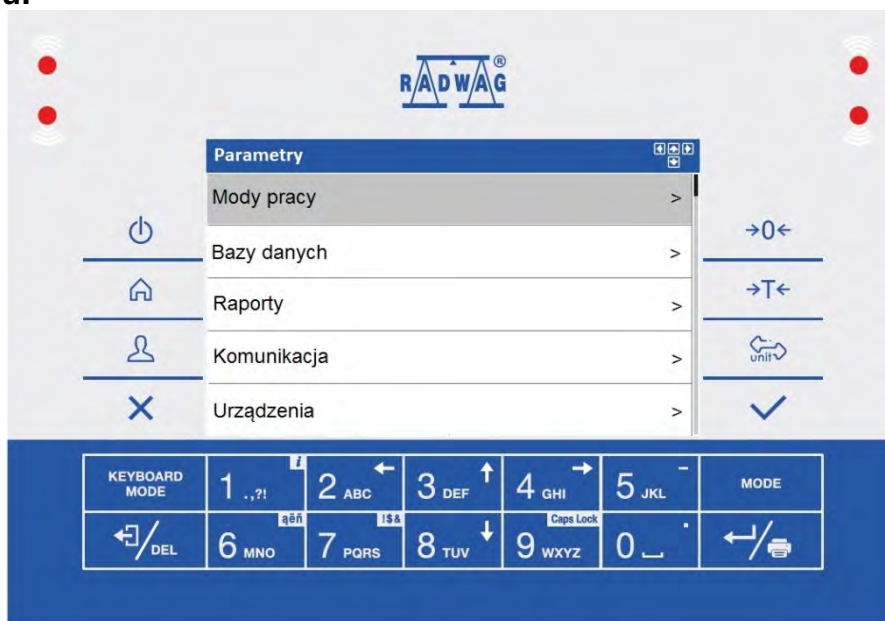 RADWAG®
Parametry
Mody pracy >
Bazy danych >
Raporty >
Komunikacja >
Urządzenia >
→0←
→T←
unit
KEYBOARD MODE
1 .,?! i
2 ABC ←
3 DEF ↑
4 GHI →
5 JKL -
MODE
DEL
6 MNO ąëñ
7 PQRS !$&
8 TUV ↓
9 WXYZ Caps Lock
0 .